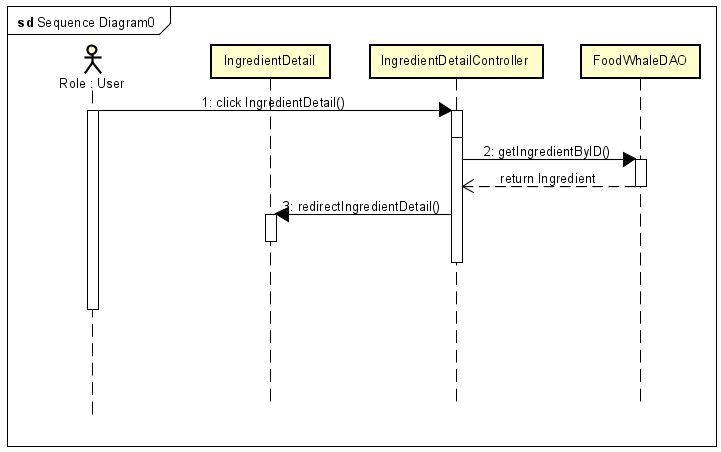 sd Sequence Diagram0
Role : User
IngredientDetail
IngredientDetailController
FoodWhaleDAO
1: click IngredientDetail()
2: getIngredientByID()
return Ingredient
3: redirectIngredientDetail()